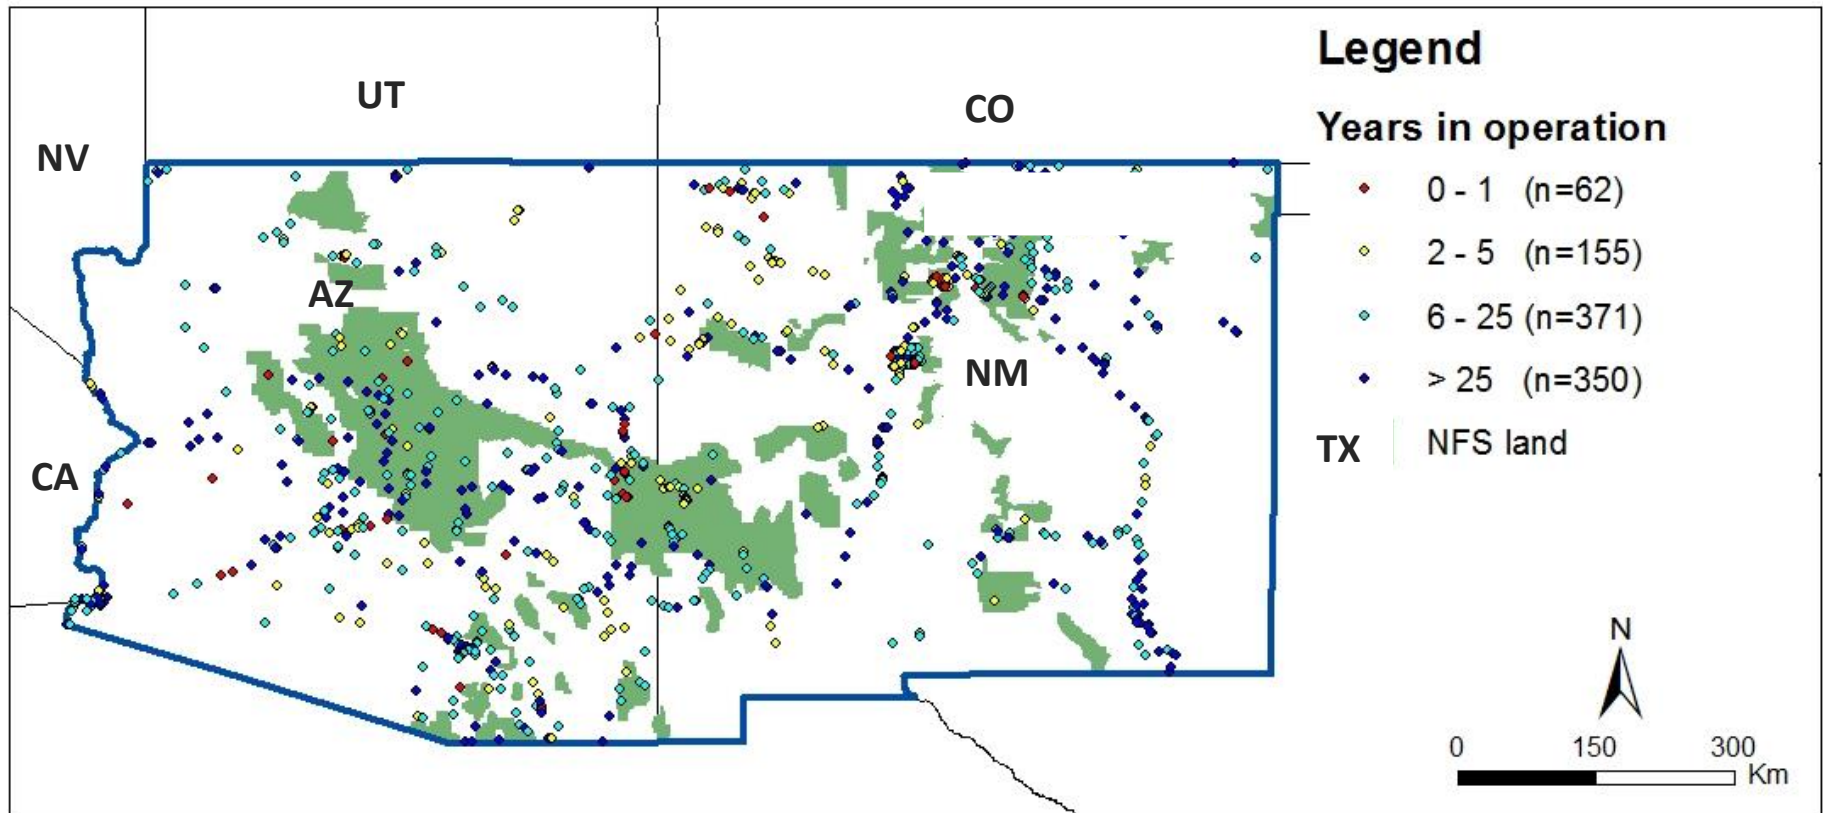 UT
CO
NV
AZ
NM
CA
TX
Legend
Years in operation
0 - 1 (n=62)
2 - 5 (n=155)
6 - 25 (n=371)
> 25 (n=350)
NFS land
N
0 150 300
Km